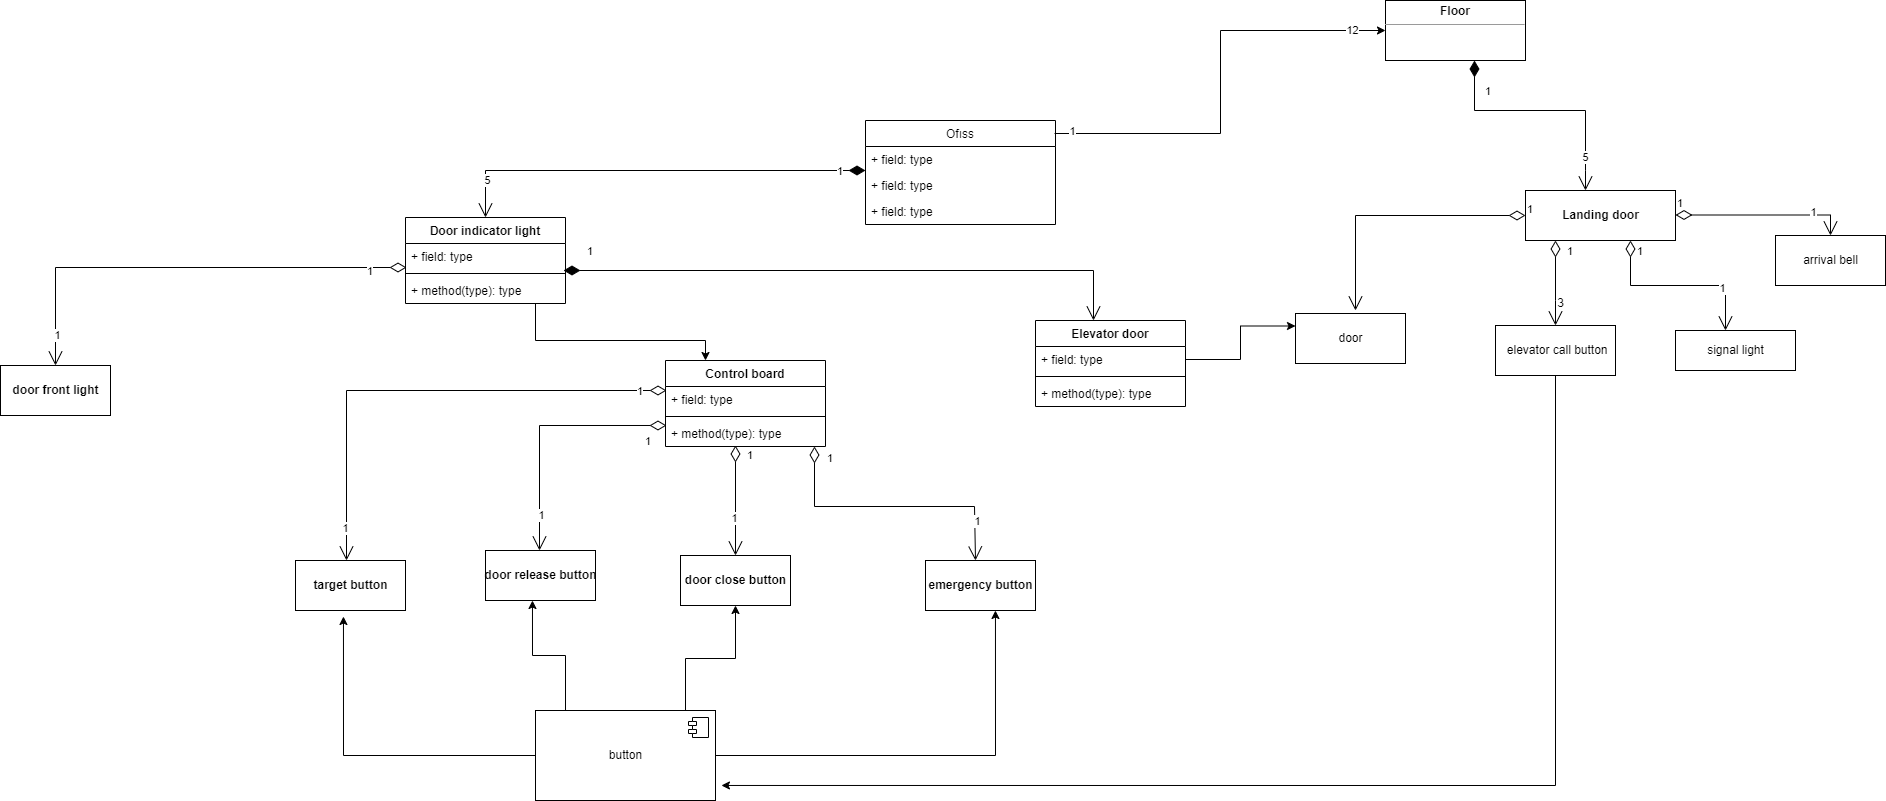 Floor
12
1
Ofiss
+ field: type
+ field: type
+ field: type
1
1
5
5
Door indicator light
+ field: type
+ method(type): type
1
1
1
door front light
Landing door
1
1
1
1
1
3
1
arrival bell
elevator call button
signal light
door
Elevator door
+ field: type
+ method(type): type
Control board
+ field: type
+ method(type): type
1
1
1
1
1
1
1
1
target button
door release button
door close button
emergency button
button